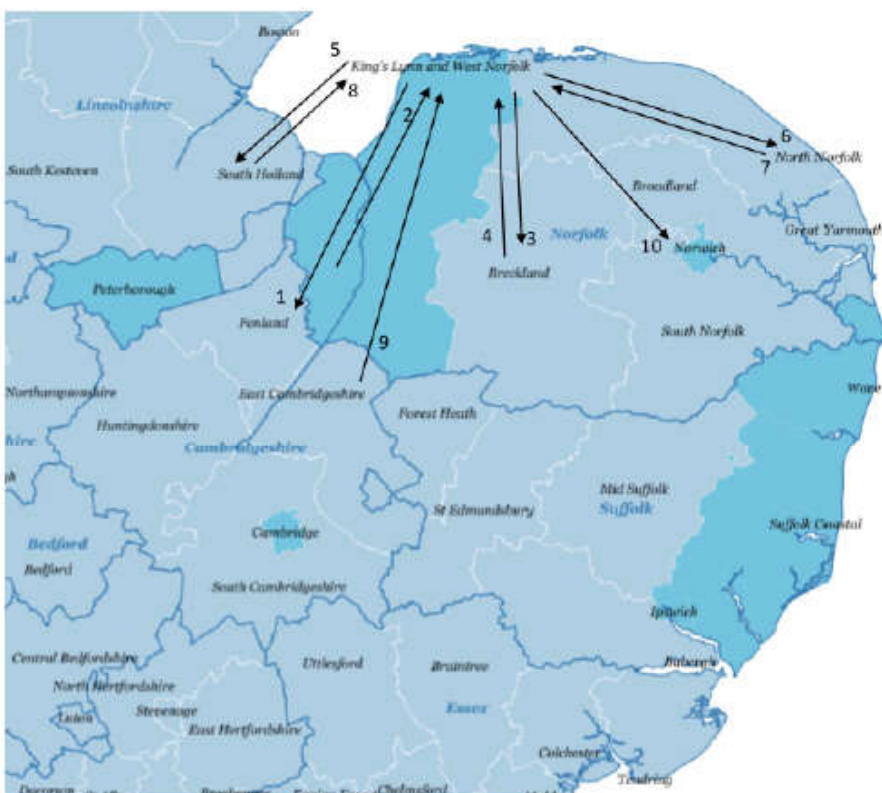 Boston
5
King's Lynn and West Norfolk
8
Lincolnshire
2
6
7
North Norfolk
South Kesteven
South Holland
Broadland
Great Yarmouth
4
3
Norfolk
10
Norwich
Breckland
Peterborough
1
Fenland
South Norfolk
9
East Cambridgeshire
Northamptonshire
Forest Heath
Huntingdonshire
Cambridgeshire
Mid Suffolk
St Edmundsbury
Suffolk
Suffolk Coastal
Cambridge
Bedford
Bedford
South Cambridgeshire
Ipswich
Babergh
Central Bedfordshire
Uttlesford
Braintree
North Hertfordshire
Stevenage
Luton
East Hertfordshire
Essex
Colchester
Tendring
Chelmsford